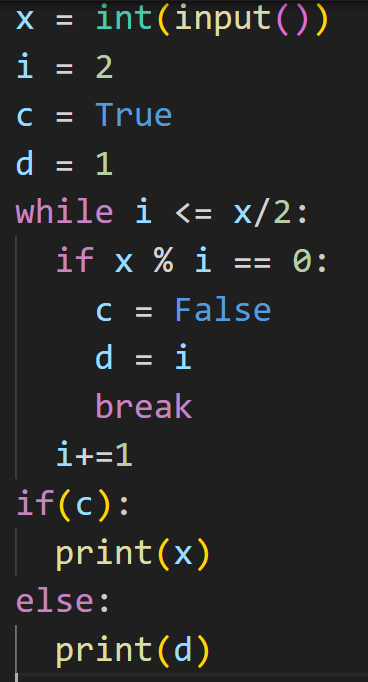 x = int(input())
i = 2
c = True
d = 1
while i <= x/2:
  if x % i == 0:
    c = False
    d = i
    break
  i+=1
if(c):
  print(x)
else:
  print(d)